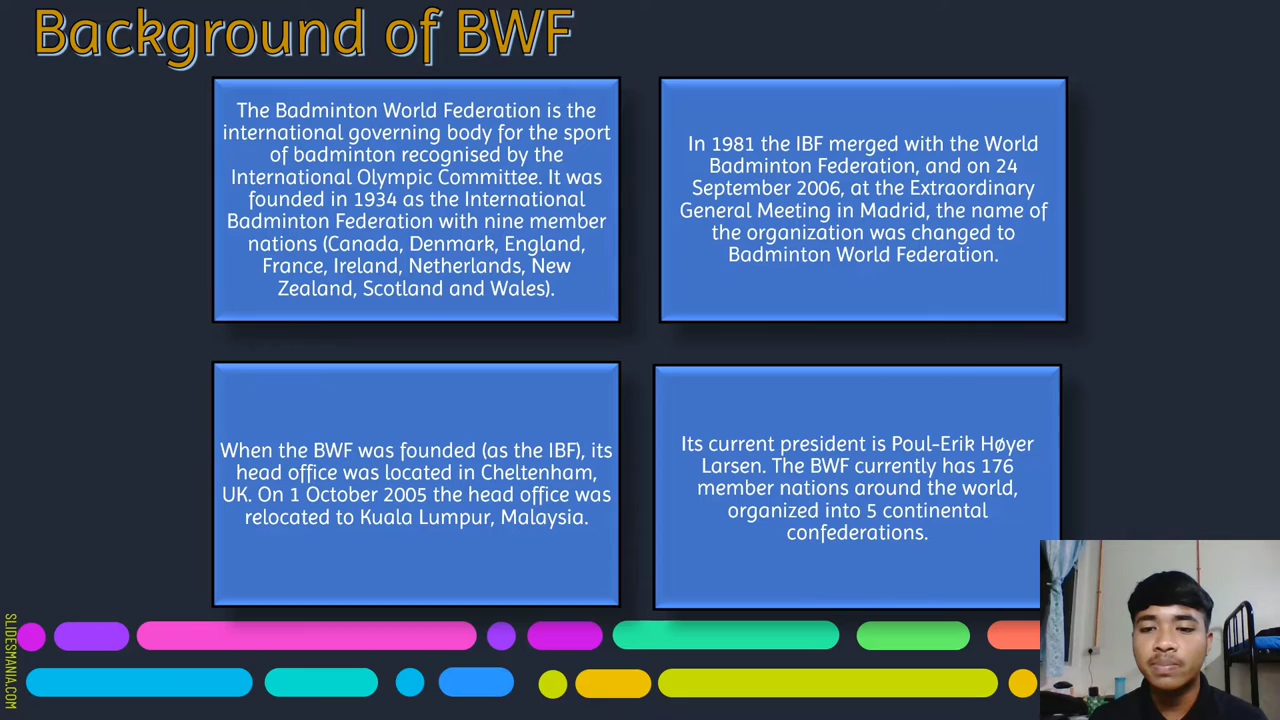 Background of BWF
The Badminton World Federation is the
international governing body for the sport
of badminton recognised by the
International Olympic Committee. It was
founded in 1934 as the International
Badminton Federation with nine member
nations (Canada, Denmark, England,
France, Ireland, Netherlands, New
Zealand, Scotland and Wales).
In 1981 the IBF merged with the World
Badminton Federation, and on 24
September 2006, at the Extraordinary
General Meeting in Madrid, the name of
the organization was changed to
Badminton World Federation.
When the BWF was founded (as the IBF), its
head office was located in Cheltenham,
UK. On 1 October 2005 the head office was
relocated to Kuala Lumpur, Malaysia.
Its current president is Poul-Erik Høyer
Larsen. The BWF currently has 176
member nations around the world,
organized into 5 continental
confederations.
SLIDESMANIA.COM